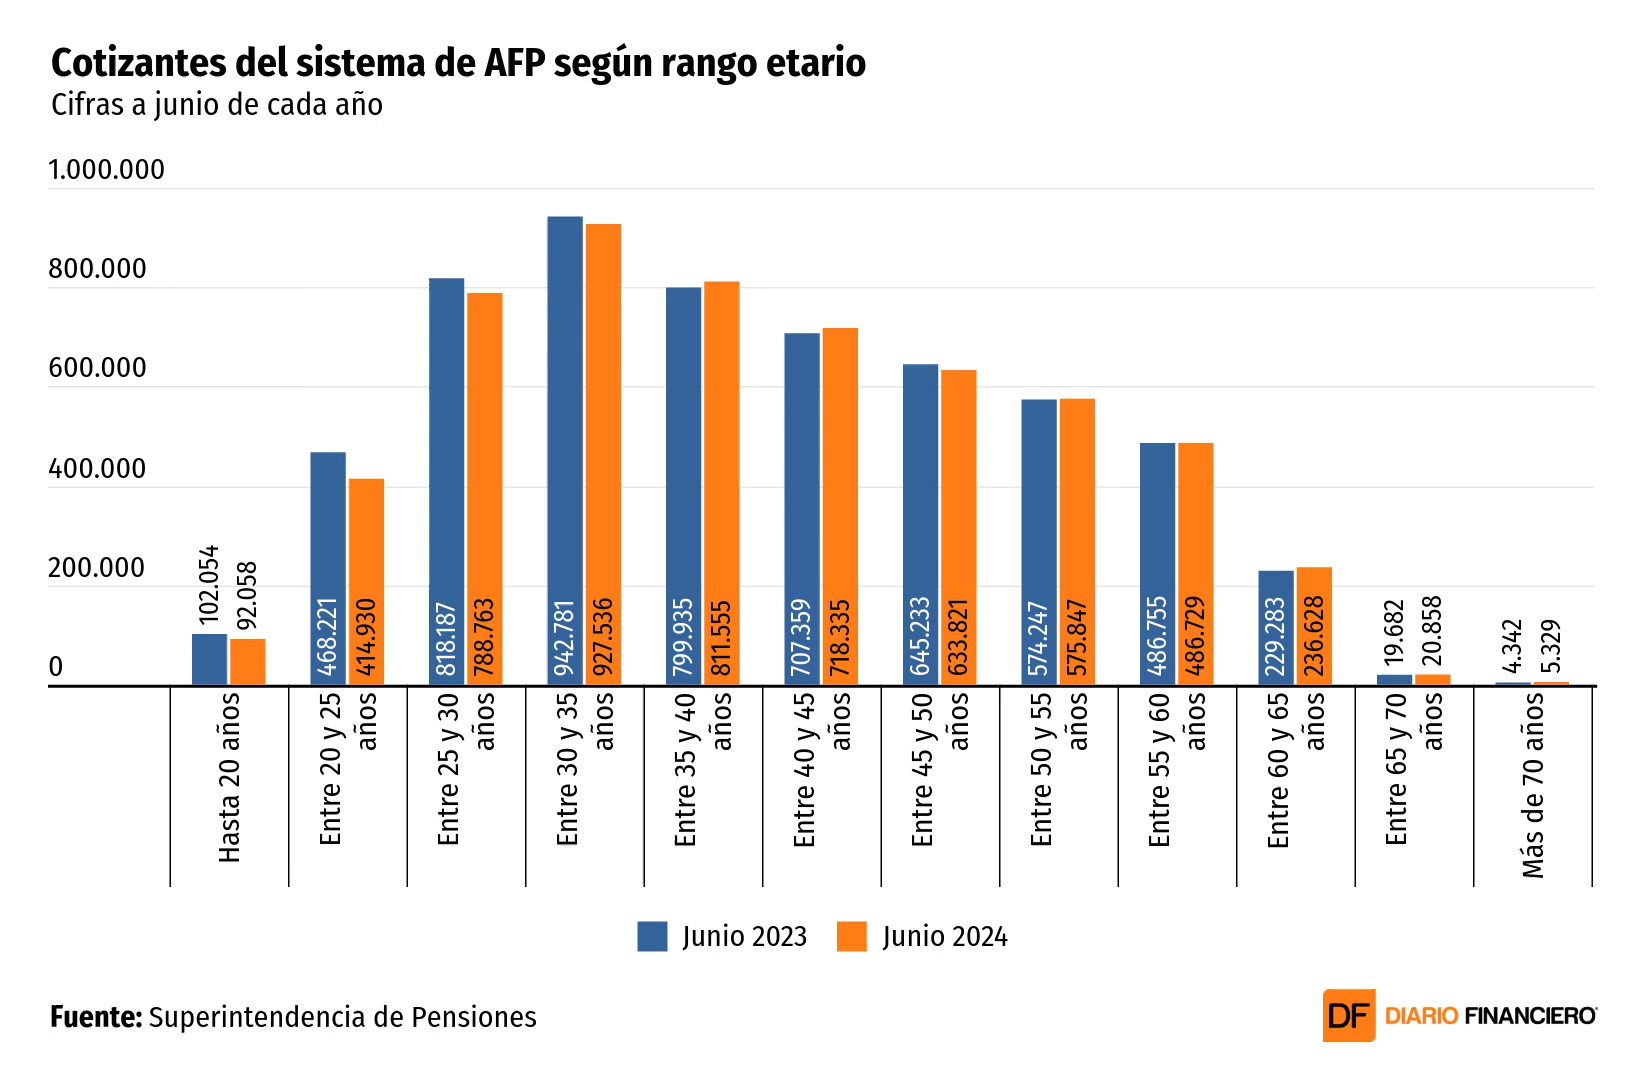 Cotizantes del sistema de AFP según rango etario
Cifras a junio de cada año
1.000.000
800.000
600.000
400.000
200.000
0
102.054
92.058
468.221
414.930
818.187
788.763
942.781
927.536
799.935
811.555
707.359
718.335
645.233
633.821
574.247
575.847
486.755
486.729
229.283
236.628
19.682
20.858
4.342
5.329
Hasta 20 años
Entre 20 y 25
años
Entre 25 y 30
años
Entre 30 y 35
años
Entre 35 y 40
años
Entre 40 y 45
años
Entre 45 y 50
años
Entre 50 y 55
años
Entre 55 y 60
años
Entre 60 y 65
años
Entre 65 y 70
años
Más de 70 años
Junio 2023
Junio 2024
Fuente: Superintendencia de Pensiones
DF DIARIO FINANCIERO